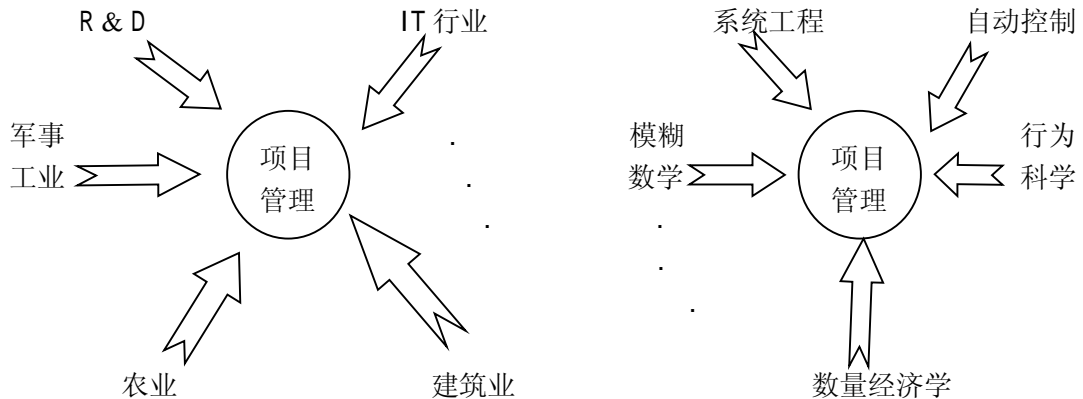 R & D
IT 行业
军事
工业
项目
管理
农业
建筑业
系统工程
自动控制
模糊
数学
项目
管理
行为
科学
数量经济学